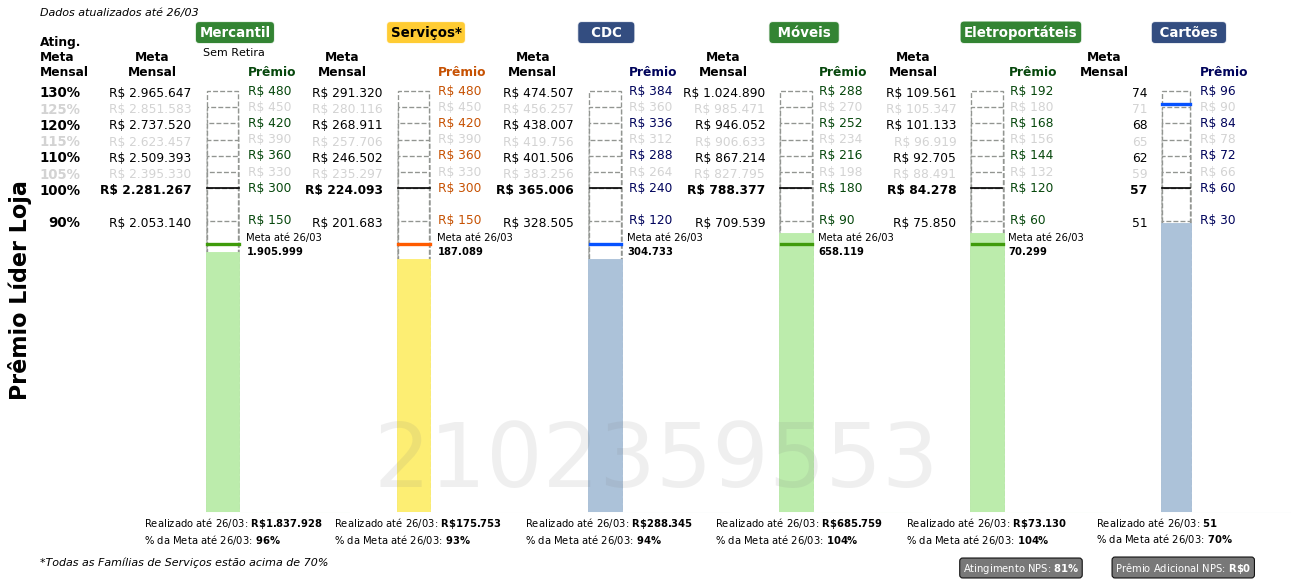 Dados atualizados até 26/03
Mercantil
Serviços*
CDC
Móveis
Eletroportáteis
Cartões
Sem Retira
Ating. Meta Mensal
Meta Mensal Prêmio Meta Mensal Prêmio Meta Mensal Prêmio Meta Mensal Prêmio Meta Mensal Prêmio Meta Mensal Prêmio
130% R$ 2.965.647 R$ 480 R$ 291.320 R$ 480 R$ 474.507 R$ 384 R$ 1.024.890 R$ 288 R$ 109.561 R$ 192 74 R$ 96
125% R$ 2.851.583 R$ 450 R$ 280.116 R$ 450 R$ 456.257 R$ 360 R$ 985.471 R$ 270 R$ 105.347 R$ 180 71 R$ 90
120% R$ 2.737.520 R$ 420 R$ 268.911 R$ 420 R$ 438.007 R$ 336 R$ 946.052 R$ 252 R$ 101.133 R$ 168 68 R$ 84
115% R$ 2.623.457 R$ 390 R$ 257.706 R$ 390 R$ 419.756 R$ 312 R$ 906.633 R$ 234 R$ 96.919 R$ 156 65 R$ 78
110% R$ 2.509.393 R$ 360 R$ 246.502 R$ 360 R$ 401.506 R$ 288 R$ 867.214 R$ 216 R$ 92.705 R$ 144 62 R$ 72
105% R$ 2.395.330 R$ 330 R$ 235.297 R$ 330 R$ 383.256 R$ 264 R$ 827.795 R$ 198 R$ 88.491 R$ 132 59 R$ 66
100% R$ 2.281.267 R$ 300 R$ 224.093 R$ 300 R$ 365.006 R$ 240 R$ 788.377 R$ 180 R$ 84.278 R$ 120 57 R$ 60
90% R$ 2.053.140 R$ 150 R$ 201.683 R$ 150 R$ 328.505 R$ 120 R$ 709.539 R$ 90 R$ 75.850 R$ 60 51 R$ 30
Meta até 26/03 Meta até 26/03 Meta até 26/03 Meta até 26/03 Meta até 26/03
1.905.999 187.089 304.733 658.119 70.299
Prêmio Líder Loja
2102359553
Realizado até 26/03: R$1.837.928 Realizado até 26/03: R$175.753 Realizado até 26/03: R$288.345 Realizado até 26/03: R$685.759 Realizado até 26/03: R$73.130 Realizado até 26/03: 51
% da Meta até 26/03: 96% % da Meta até 26/03: 93% % da Meta até 26/03: 94% % da Meta até 26/03: 104% % da Meta até 26/03: 104% % da Meta até 26/03: 70%
*Todas as Famílias de Serviços estão acima de 70%
Atingimento NPS: 81%
Prêmio Adicional NPS: R$0